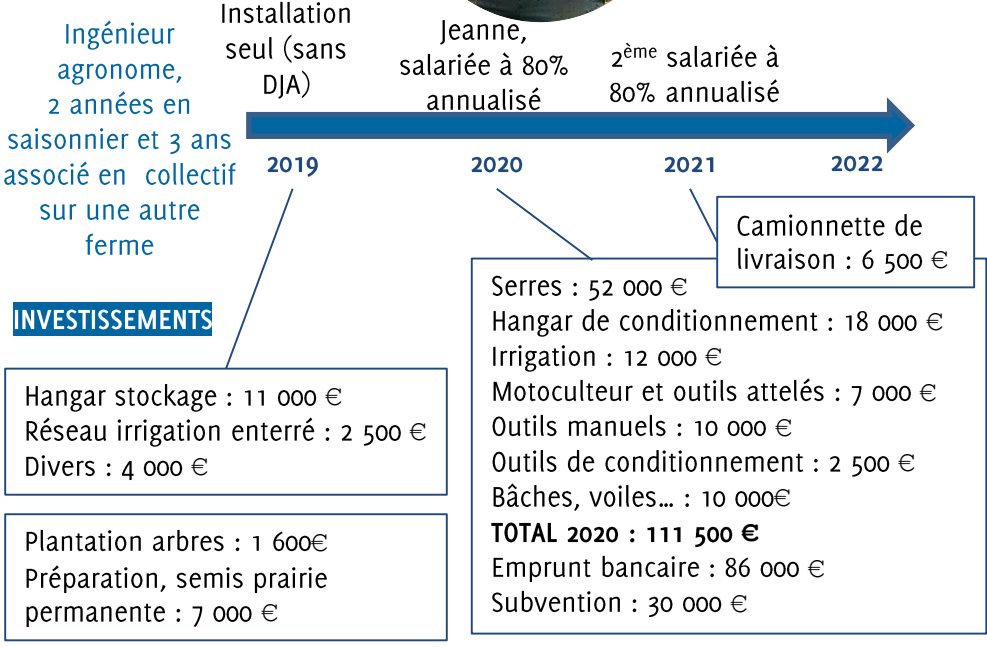 Ingénieur
agronome,
2 années en
saisonnier et 3 ans
associé en collectif
sur une autre
ferme
Installation
seul (sans
DJA)
Jeanne,
salariée à 80%
annualisé
2ème salariée à
80% annualisé
2019
2020
2021
2022
INVESTISSEMENTS
Hangar stockage : 11 000 €
Réseau irrigation enterré : 2 500 €
Divers : 4 000 €
Plantation arbres : 1 600€
Préparation, semis prairie
permanente : 7 000 €
Camionnette de
livraison : 6 500 €
Serres : 52 000 €
Hangar de conditionnement : 18 000 €
Irrigation : 12 000 €
Motoculteur et outils attelés : 7 000 €
Outils manuels : 10 000 €
Outils de conditionnement : 2 500 €
Bâches, voiles... : 10 000€
TOTAL 2020 : 111 500 €
Emprunt bancaire : 86 000 €
Subvention : 30 000 €